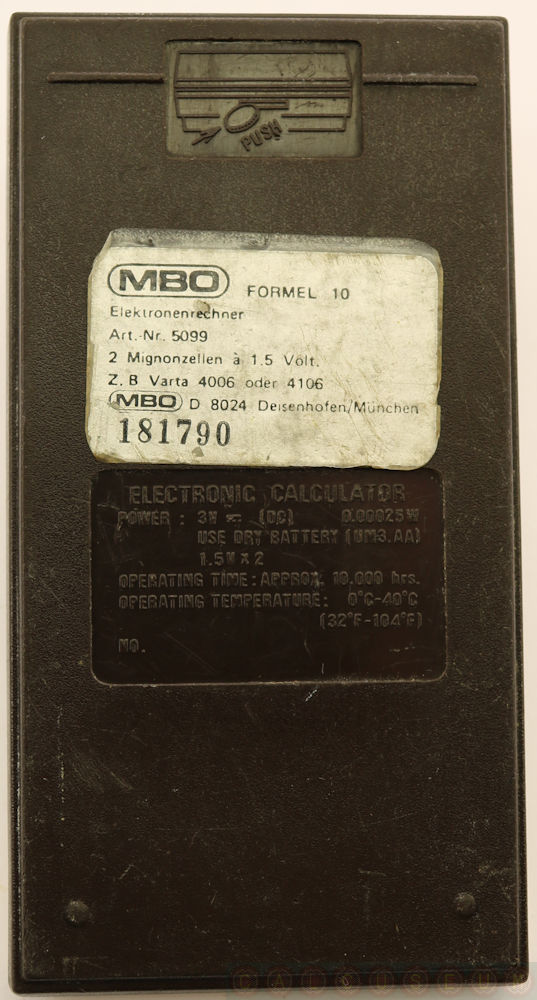 PUSH
MBO FORMEL 10
Elektronenrechner
Art.-Nr. 5099
2 Mignonzellen à 1.5 Volt.
Z. B Varta 4006 oder 4106
MBO D 8024 Deisenhofen/München
181790
ELECTRONIC CALCULATOR
POWER : 3V ⎓ (DC) 0.00025W
USE DRY BATTERY (UM3.AA)
1.5V x 2
OPERATING TIME: APPROX. 10.000 hrs.
OPERATING TEMPERATURE: 0°C-40°C
(32°F-104°F)
NO.
CALCUSEUM